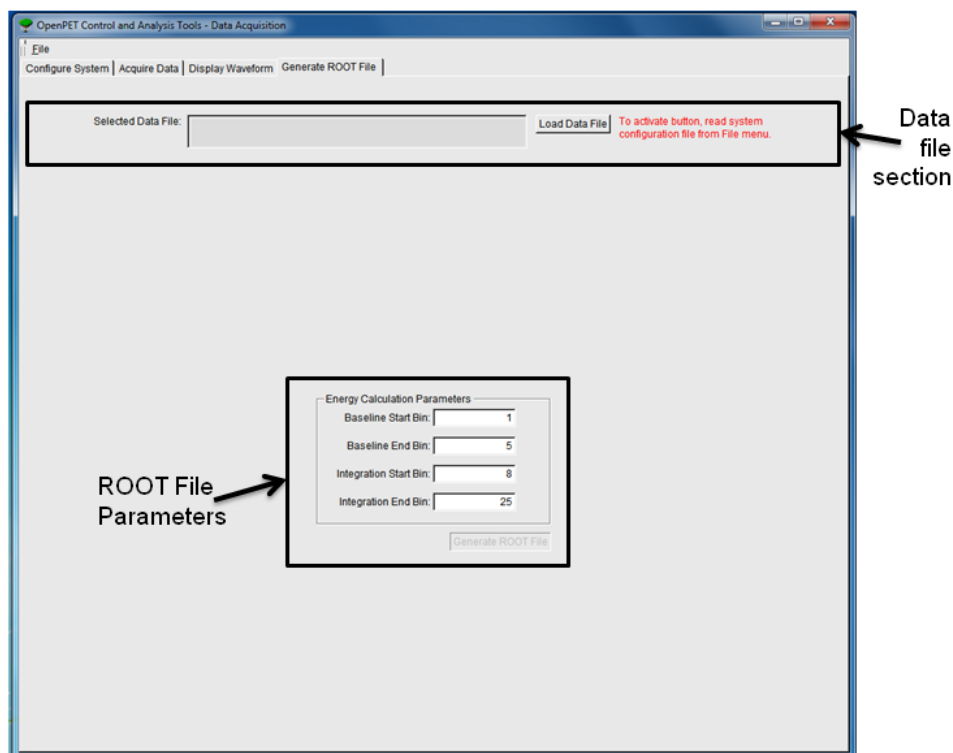 OpenPET Control and Analysis Tools - Data Acquisition
File
Configure System Acquire Data Display Waveform Generate ROOT File
Selected Data File:
Load Data File
To activate button, read system
configuration file from File menu.
Data
file
section
Energy Calculation Parameters
Baseline Start Bin: 1
Baseline End Bin: 5
Integration Start Bin: 8
Integration End Bin: 25
Generate ROOT File
ROOT File
Parameters